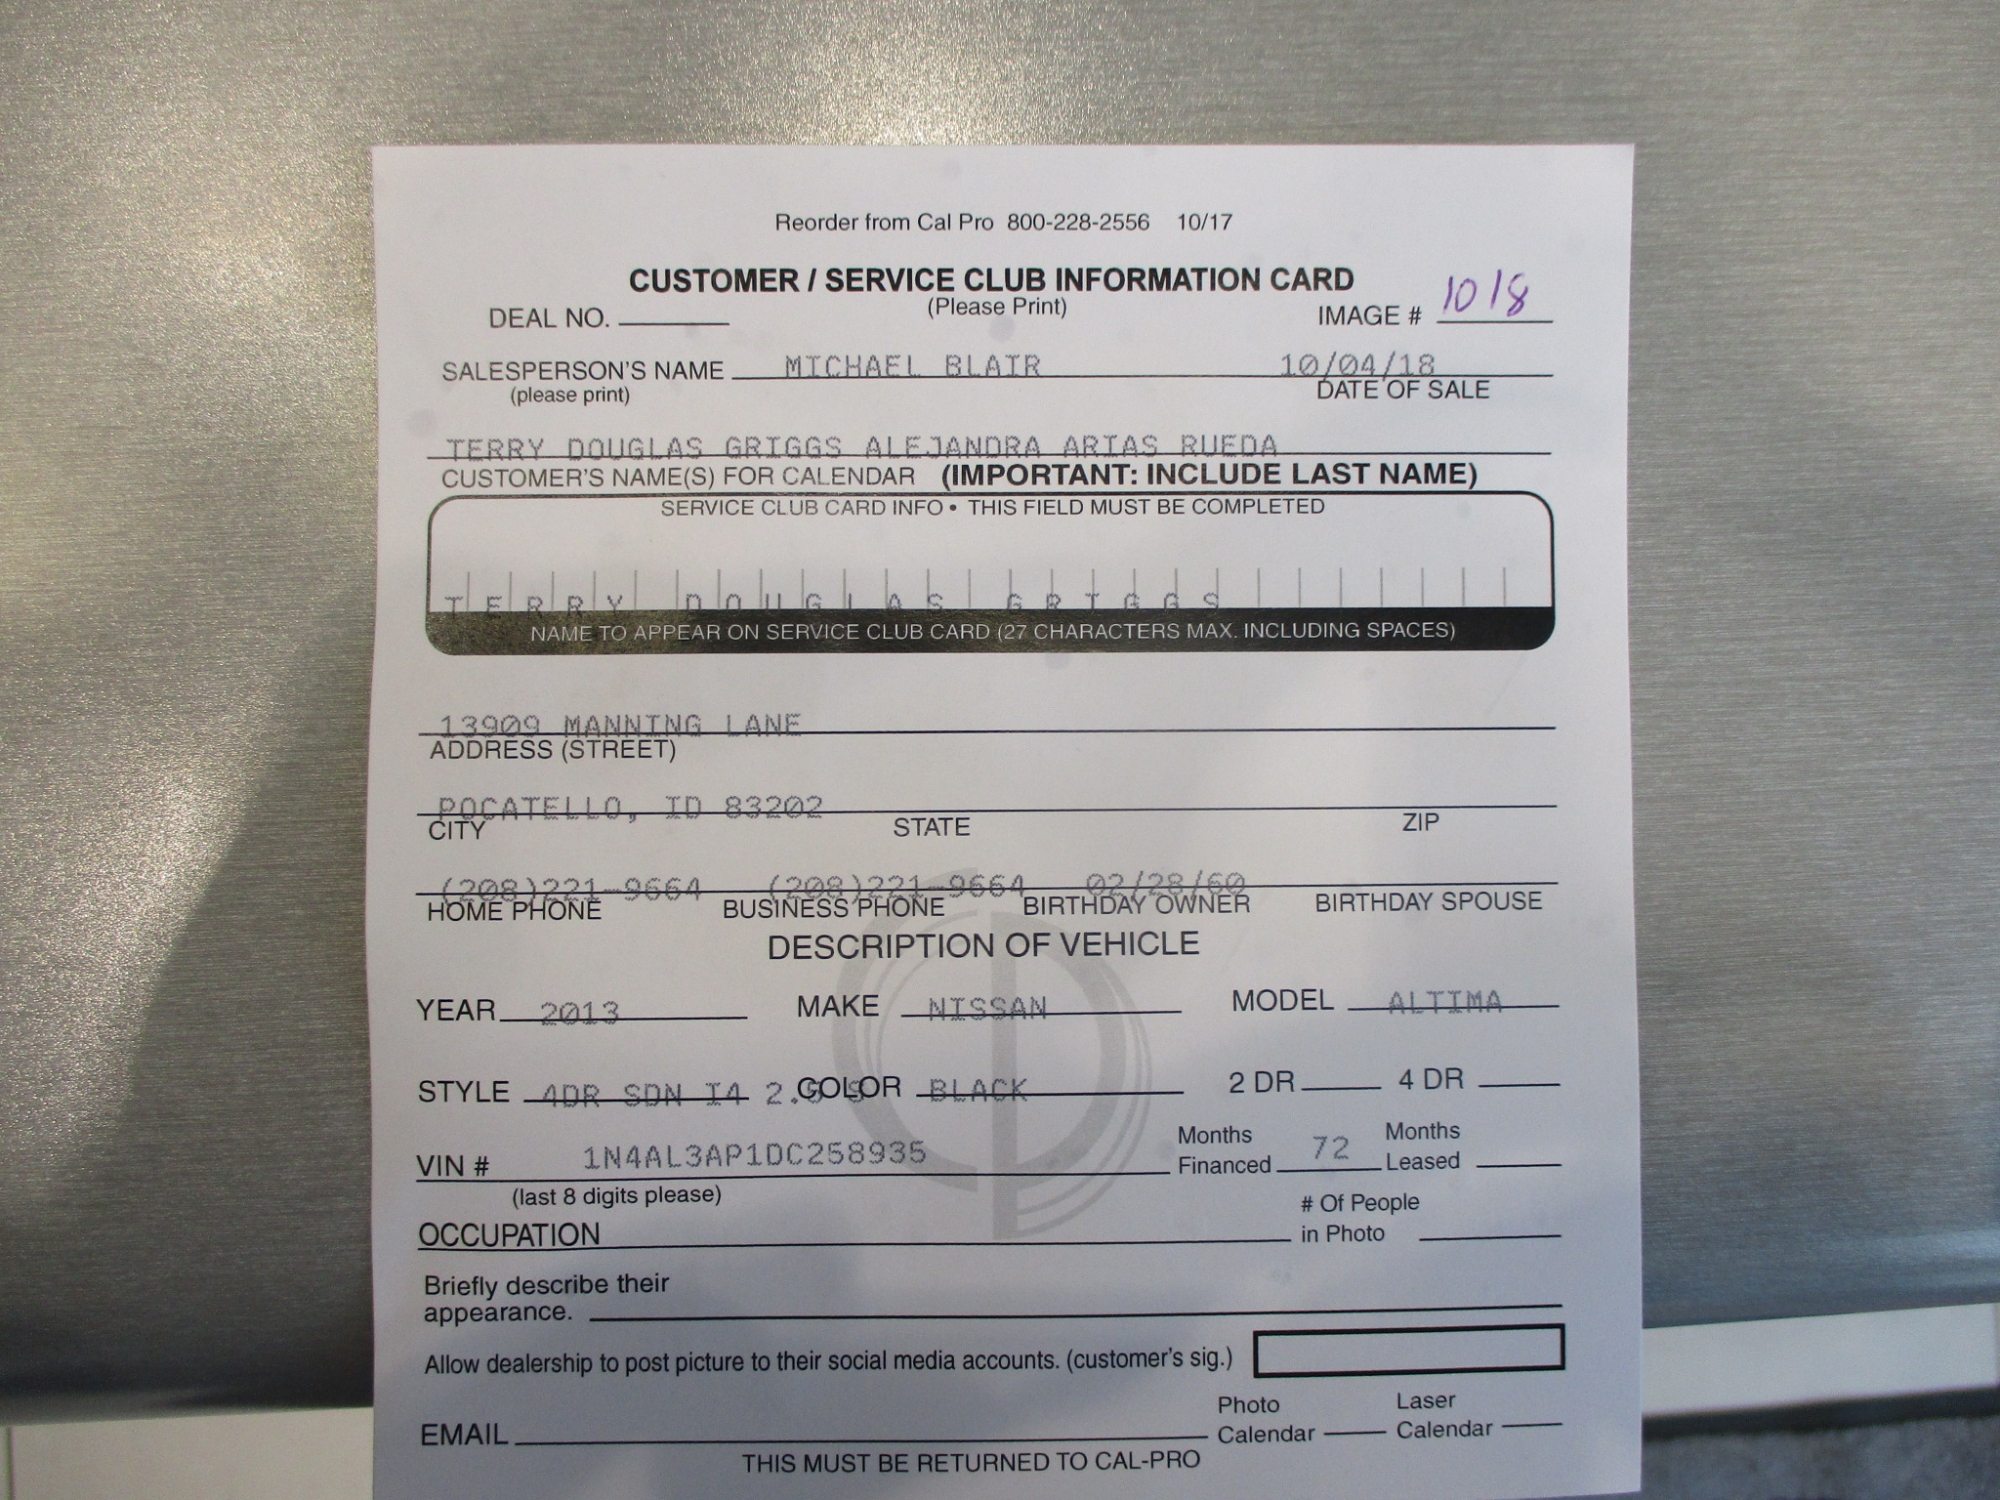 Reorder from Cal Pro 800-228-2556 10/17
CUSTOMER / SERVICE CLUB INFORMATION CARD
(Please Print)
DEAL NO. IMAGE # 1018
SALESPERSON'S NAME MICHAEL BLAIR 10/04/18
(please print) DATE OF SALE
TERRY DOUGLAS GRIGGS ALEJANDRA ARIAS RUEDA
CUSTOMER'S NAME(S) FOR CALENDAR (IMPORTANT: INCLUDE LAST NAME)
SERVICE CLUB CARD INFO • THIS FIELD MUST BE COMPLETED
TERRY DOUGLAS GRIGGS
NAME TO APPEAR ON SERVICE CLUB CARD (27 CHARACTERS MAX. INCLUDING SPACES)
13909 MANNING LANE
ADDRESS (STREET)
POCATELLO, ID 83202
CITY STATE ZIP
(208)221-9664 (208)221-9664 02/28/60
HOME PHONE BUSINESS PHONE BIRTHDAY OWNER BIRTHDAY SPOUSE
DESCRIPTION OF VEHICLE
YEAR 2013 MAKE NISSAN MODEL ALTIMA
STYLE 4DR SDN I4 2.5 S COLOR BLACK 2 DR 4 DR
VIN # 1N4AL3AP1DC258935 Months Financed 72 Months Leased
(last 8 digits please)
OCCUPATION # Of People in Photo
Briefly describe their
appearance.
Allow dealership to post picture to their social media accounts. (customer's sig.)
EMAIL Photo Calendar Laser Calendar
THIS MUST BE RETURNED TO CAL-PRO